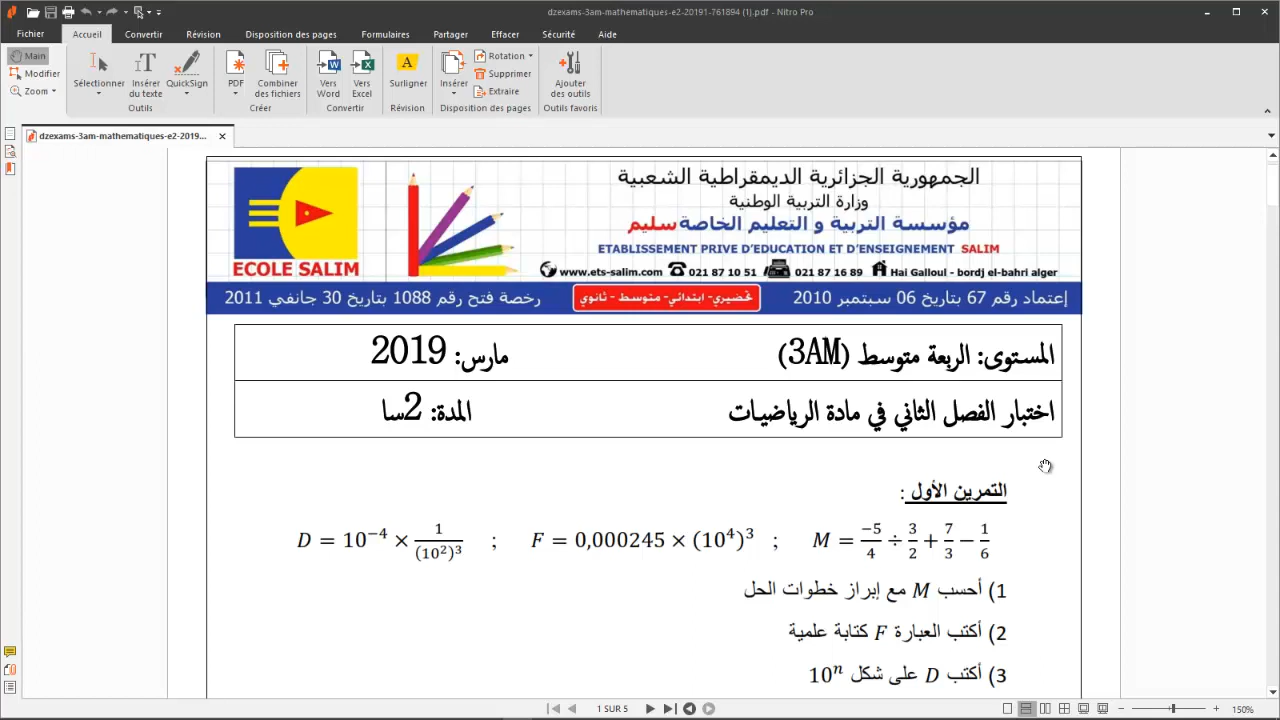 dzexams-3am-mathematiques-e2-20191-761894 (1).pdf - Nitro Pro
Fichier Accueil Convertir Révision Disposition des pages Formulaires Partager Effacer Sécurité Aide
Main
Modifier
Zoom
Sélectionner
Insérer du texte
QuickSign
Outils
PDF
Combiner des fichiers
Créer
Vers Word
Vers Excel
Convertir
Surligner
Révision
Insérer
Rotation
Supprimer
Extraire
Disposition des pages
Ajouter des outils
Outils favoris
dzexams-3am-mathematiques-e2-2019...
الجمهورية الجزائرية الديمقراطية الشعبية
وزارة التربية الوطنية
مؤسسة التربية و التعليم الخاصة سليم
ETABLISSEMENT PRIVE D'EDUCATION ET D'ENSEIGNEMENT SALIM
ECOLE SALIM
www.ets-salim.com 021 87 10 51 021 87 16 89 Hai Galloul - bordj el-bahri alger
إعتماد رقم 67 بتاريخ 06 سبتمبر 2010 تحضيري- ابتدائي- متوسط - ثانوي رخصة فتح رقم 1088 بتاريخ 30 جانفي 2011
المستوى: الربعة متوسط (3AM) مارس: 2019
اختبار الفصل الثاني في مادة الرياضيات المدة: 2سا
التمرين الأول :
D = 10⁻⁴ × 1/(10²)³ ; F = 0,000245 × (10⁴)³ ; M = −5/4 ÷ 3/2 + 7/3 − 1/6
1) أحسب M مع إبراز خطوات الحل
2) أكتب العبارة F كتابة علمية
3) أكتب D على شكل 10ⁿ
1 SUR 5
150%